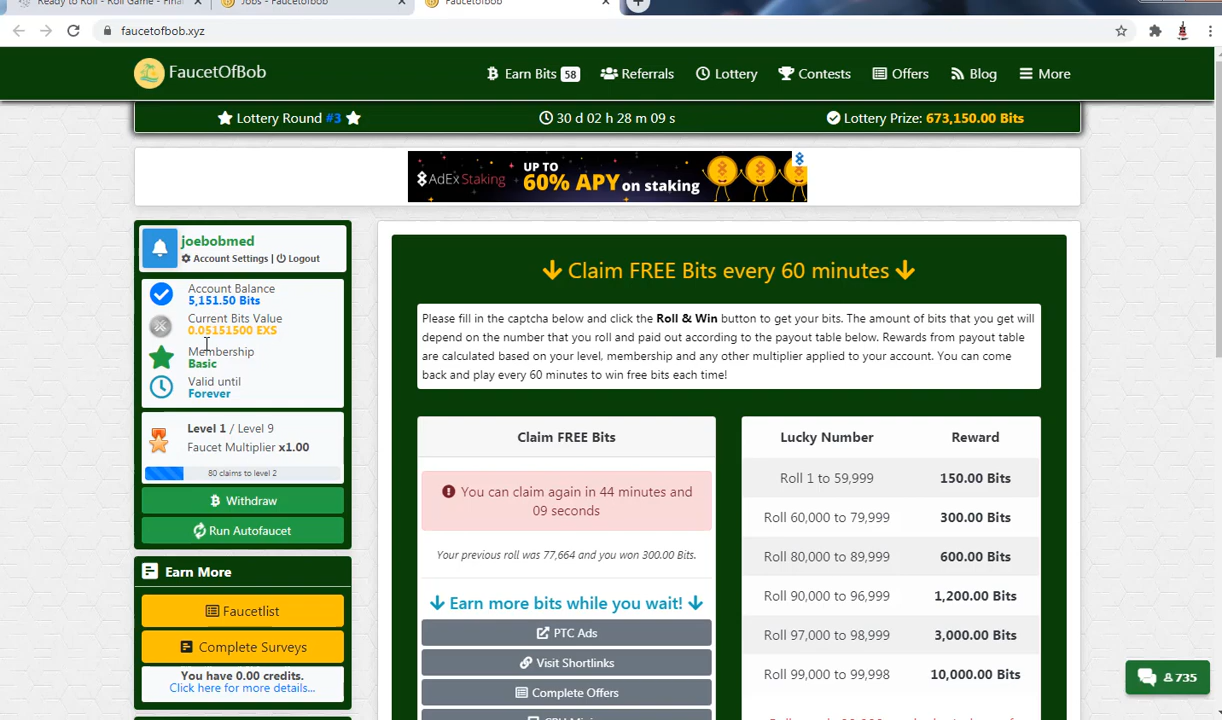 Ready to Roll - Roll Game - Final
Jobs - FaucetofBob
FaucetofBob
faucetofbob.xyz
FaucetOfBob
Earn Bits 58
Referrals
Lottery
Contests
Offers
Blog
More
Lottery Round #3
30 d 02 h 28 m 09 s
Lottery Prize: 673,150.00 Bits
AdEx Staking
UP TO
60% APY on staking
joebobmed
Account Settings | Logout
Account Balance
5,151.50 Bits
Current Bits Value
0.05151500 EXS
Membership
Basic
Valid until
Forever
Level 1 / Level 9
Faucet Multiplier x1.00
80 claims to level 2
Withdraw
Run Autofaucet
Earn More
Faucetlist
Complete Surveys
You have 0.00 credits.
Click here for more details...
Claim FREE Bits every 60 minutes
Please fill in the captcha below and click the Roll & Win button to get your bits. The amount of bits that you get will
depend on the number that you roll and paid out according to the payout table below. Rewards from payout table
are calculated based on your level, membership and any other multiplier applied to your account. You can come
back and play every 60 minutes to win free bits each time!
Claim FREE Bits
You can claim again in 44 minutes and
09 seconds
Your previous roll was 77,664 and you won 300.00 Bits.
Earn more bits while you wait!
PTC Ads
Visit Shortlinks
Complete Offers
Lucky Number Reward
Roll 1 to 59,999 150.00 Bits
Roll 60,000 to 79,999 300.00 Bits
Roll 80,000 to 89,999 600.00 Bits
Roll 90,000 to 96,999 1,200.00 Bits
Roll 97,000 to 98,999 3,000.00 Bits
Roll 99,000 to 99,998 10,000.00 Bits
735